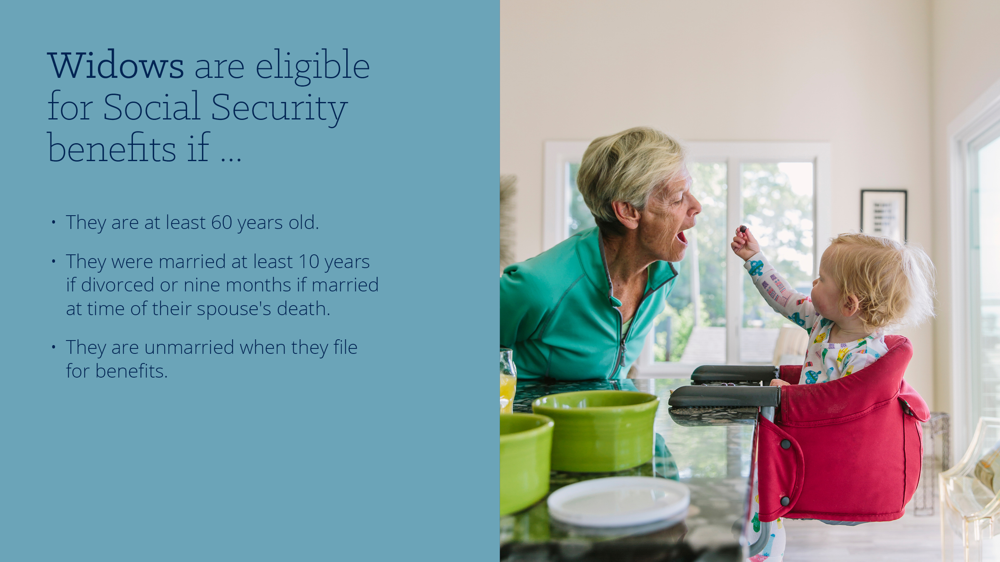 Widows are eligible
for Social Security
benefits if ...
• They are at least 60 years old.
• They were married at least 10 years
if divorced or nine months if married
at time of their spouse's death.
• They are unmarried when they file
for benefits.